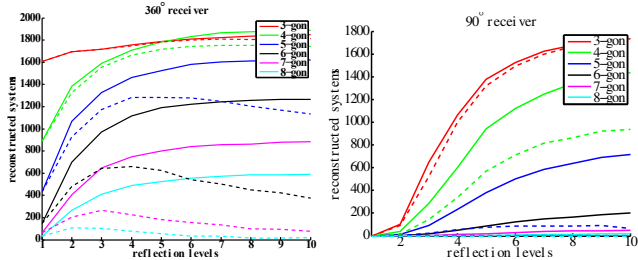 360° receiver
reconstructed systems
2000
1800
1600
1400
1200
1000
800
600
400
200
0
1 2 3 4 5 6 7 8 9 10
reflection levels
3-gon
4-gon
5-gon
6-gon
7-gon
8-gon
90° receiver
reconstructed systems
1800
1600
1400
1200
1000
800
600
400
200
0
2 4 6 8 10
reflection levels
3-gon
4-gon
5-gon
6-gon
7-gon
8-gon